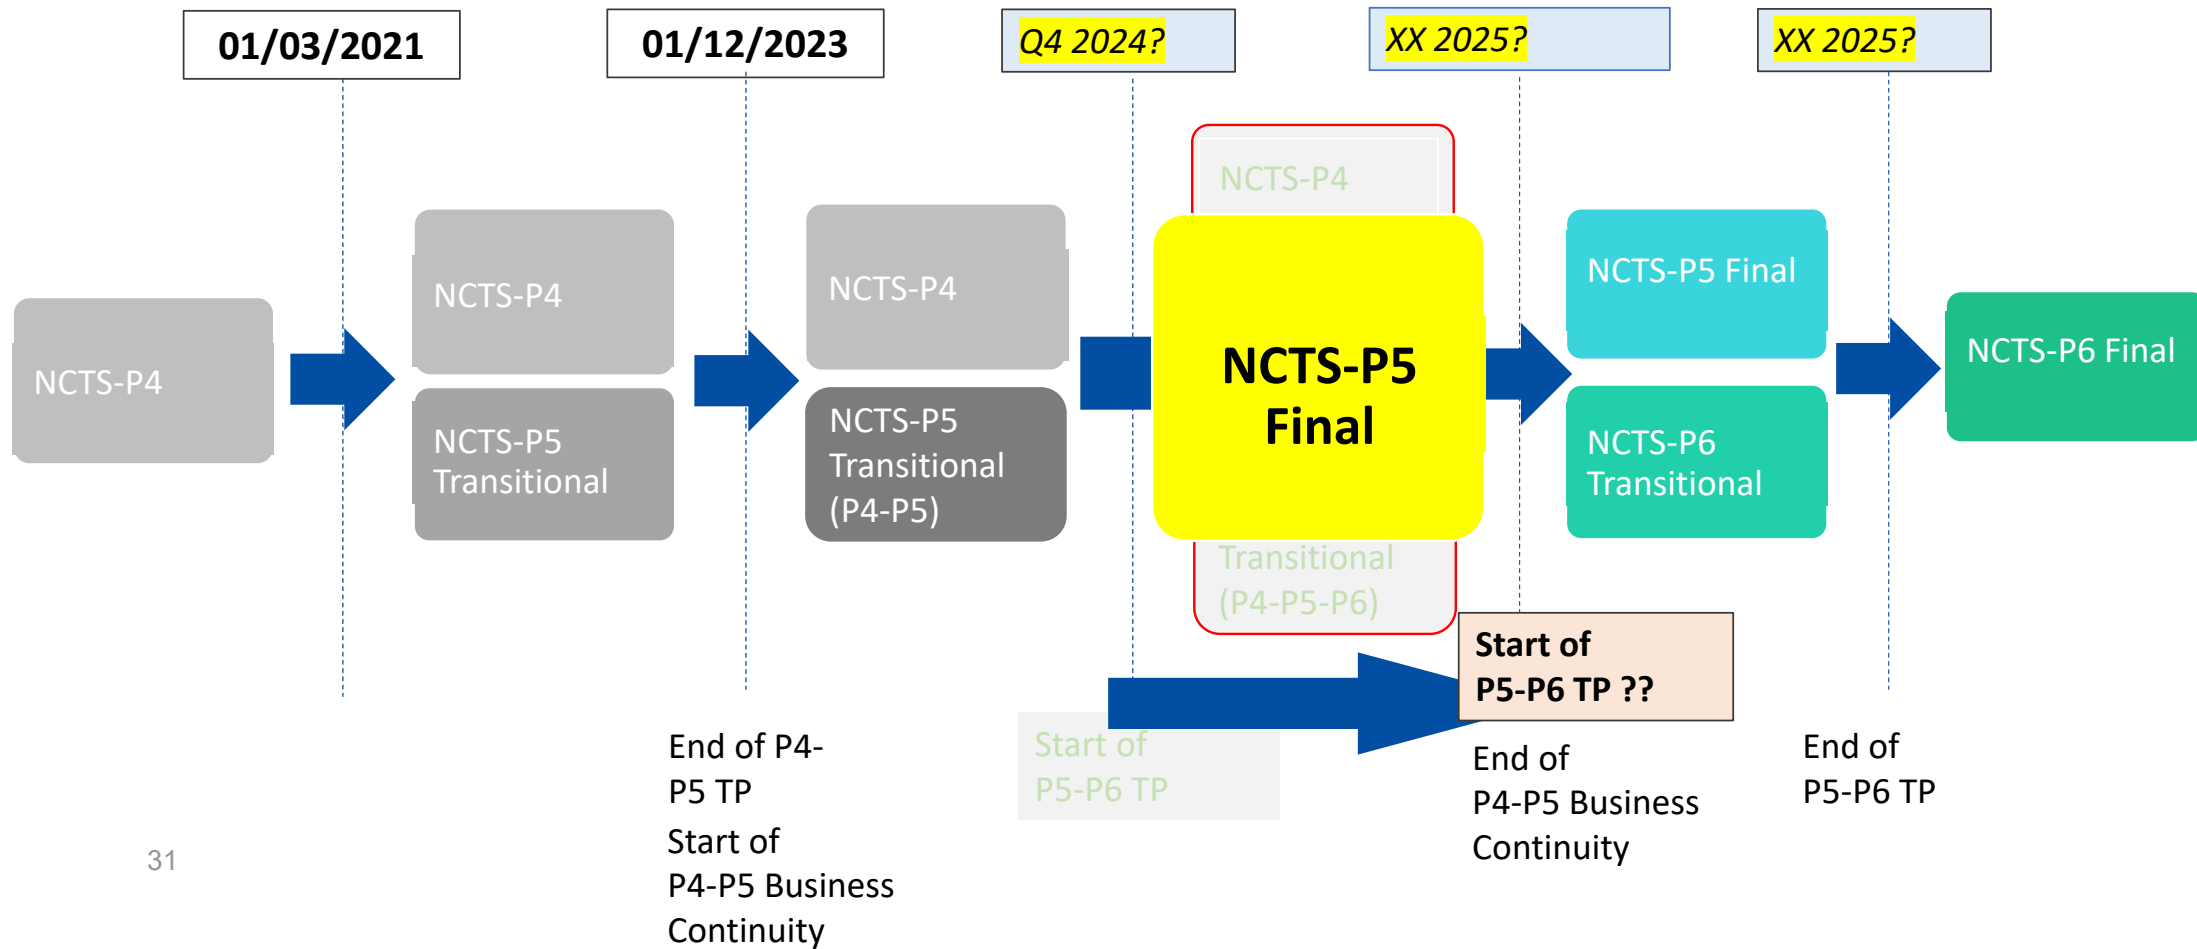 01/03/2021
01/12/2023
Q4 2024?
XX 2025?
XX 2025?
NCTS-P4
NCTS-P4
NCTS-P5
Transitional
NCTS-P4
NCTS-P5
Transitional
(P4-P5)
NCTS-P4
NCTS-P5
Final
Transitional
(P4-P5-P6)
NCTS-P5 Final
NCTS-P6
Transitional
NCTS-P6 Final
End of P4-
P5 TP
Start of
P4-P5 Business
Continuity
Start of
P5-P6 TP
Start of
P5-P6 TP ??
End of
P4-P5 Business
Continuity
End of
P5-P6 TP
31